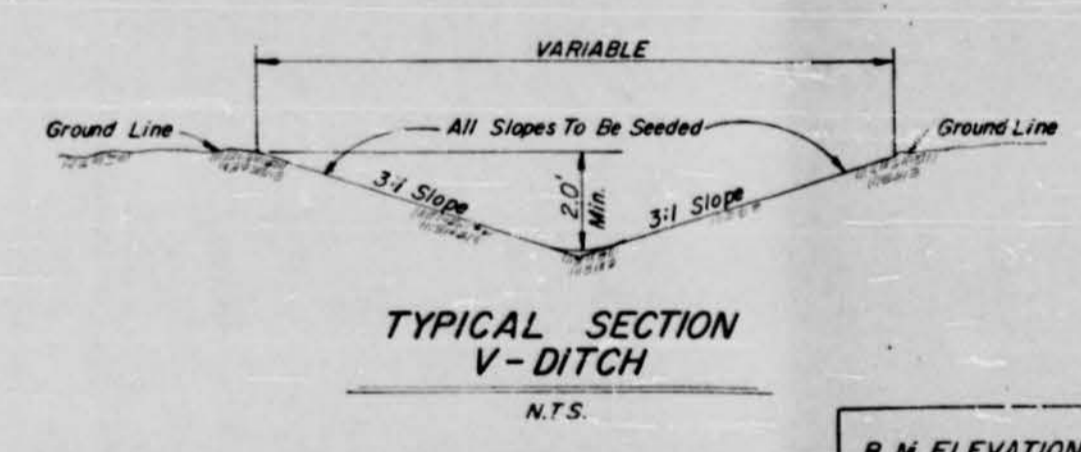 VARIABLE
Ground Line
All Slopes To Be Seeded
Ground Line
3:1 Slope
2.0' Min.
3:1 Slope
TYPICAL SECTION
V-DITCH
N.T.S.
B.M. ELEVATION